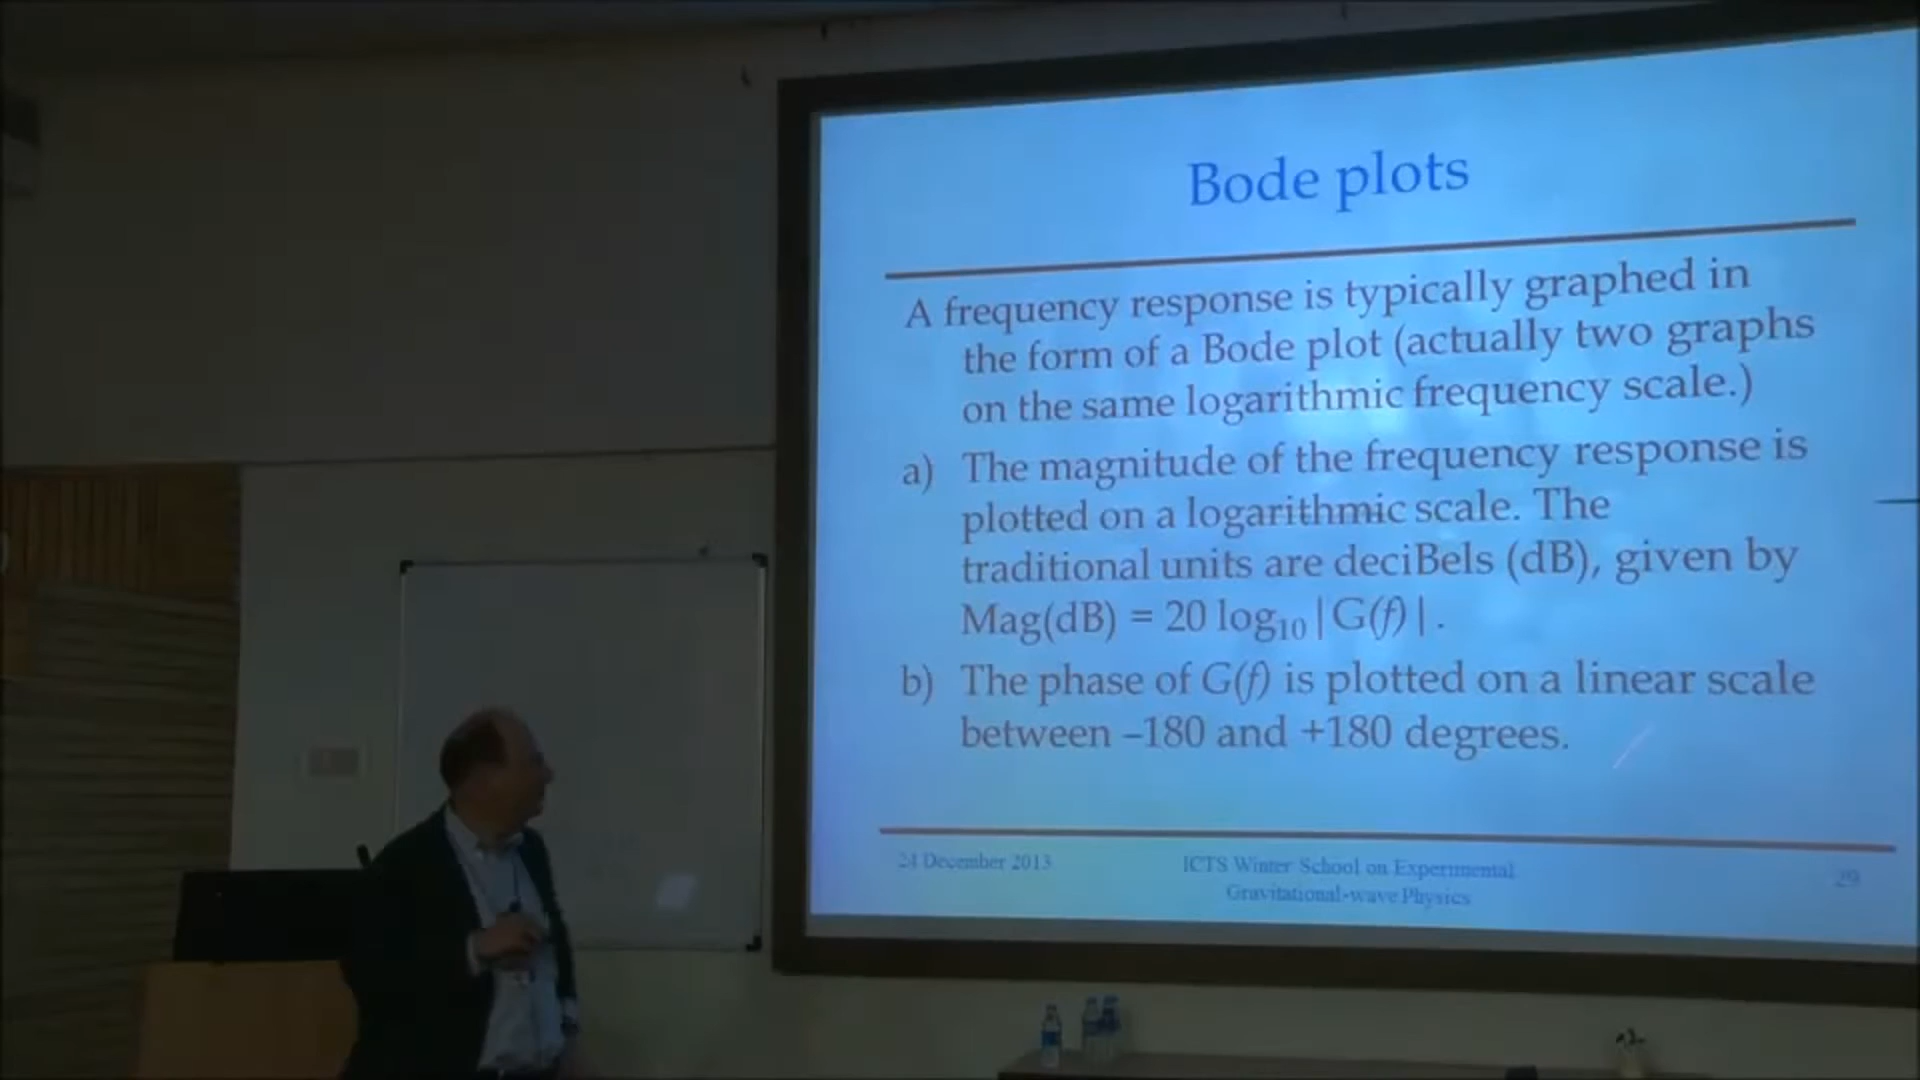 Bode plots
A frequency response is typically graphed in
the form of a Bode plot (actually two graphs
on the same logarithmic frequency scale.)
a) The magnitude of the frequency response is
plotted on a logarithmic scale. The
traditional units are deciBels (dB), given by
Mag(dB) = 20 log₁₀|G(f)|.
b) The phase of G(f) is plotted on a linear scale
between –180 and +180 degrees.
24 December 2013
ICTS Winter School on Experimental
Gravitational-wave Physics
29